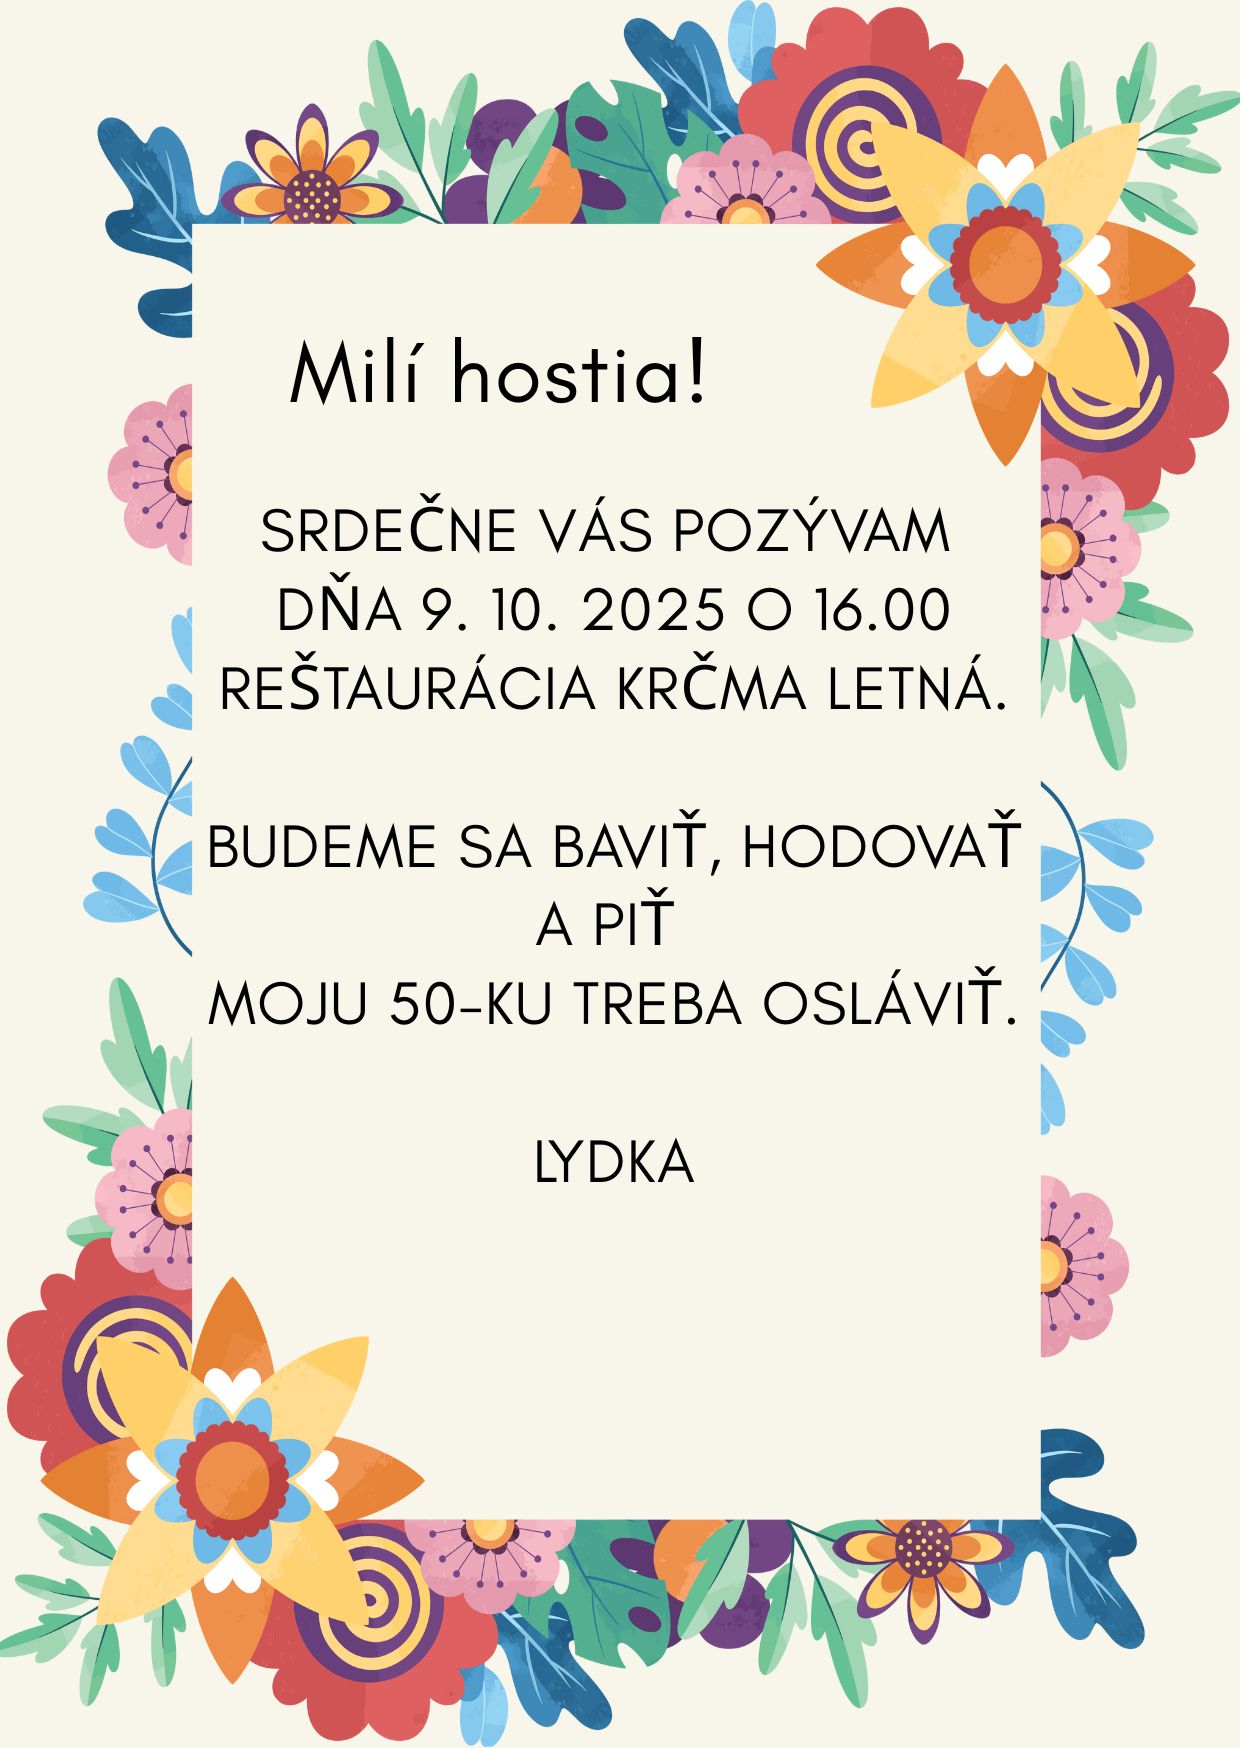 Milí hostia!
SRDEČNE VÁS POZÝVAM
DŇA 9. 10. 2025 O 16.00
REŠTAURÁCIA KRČMA LETNÁ.
BUDEME SA BAVIŤ, HODOVAŤ
A PIŤ
MOJU 50-KU TREBA OSLÁVIŤ.
LYDKA